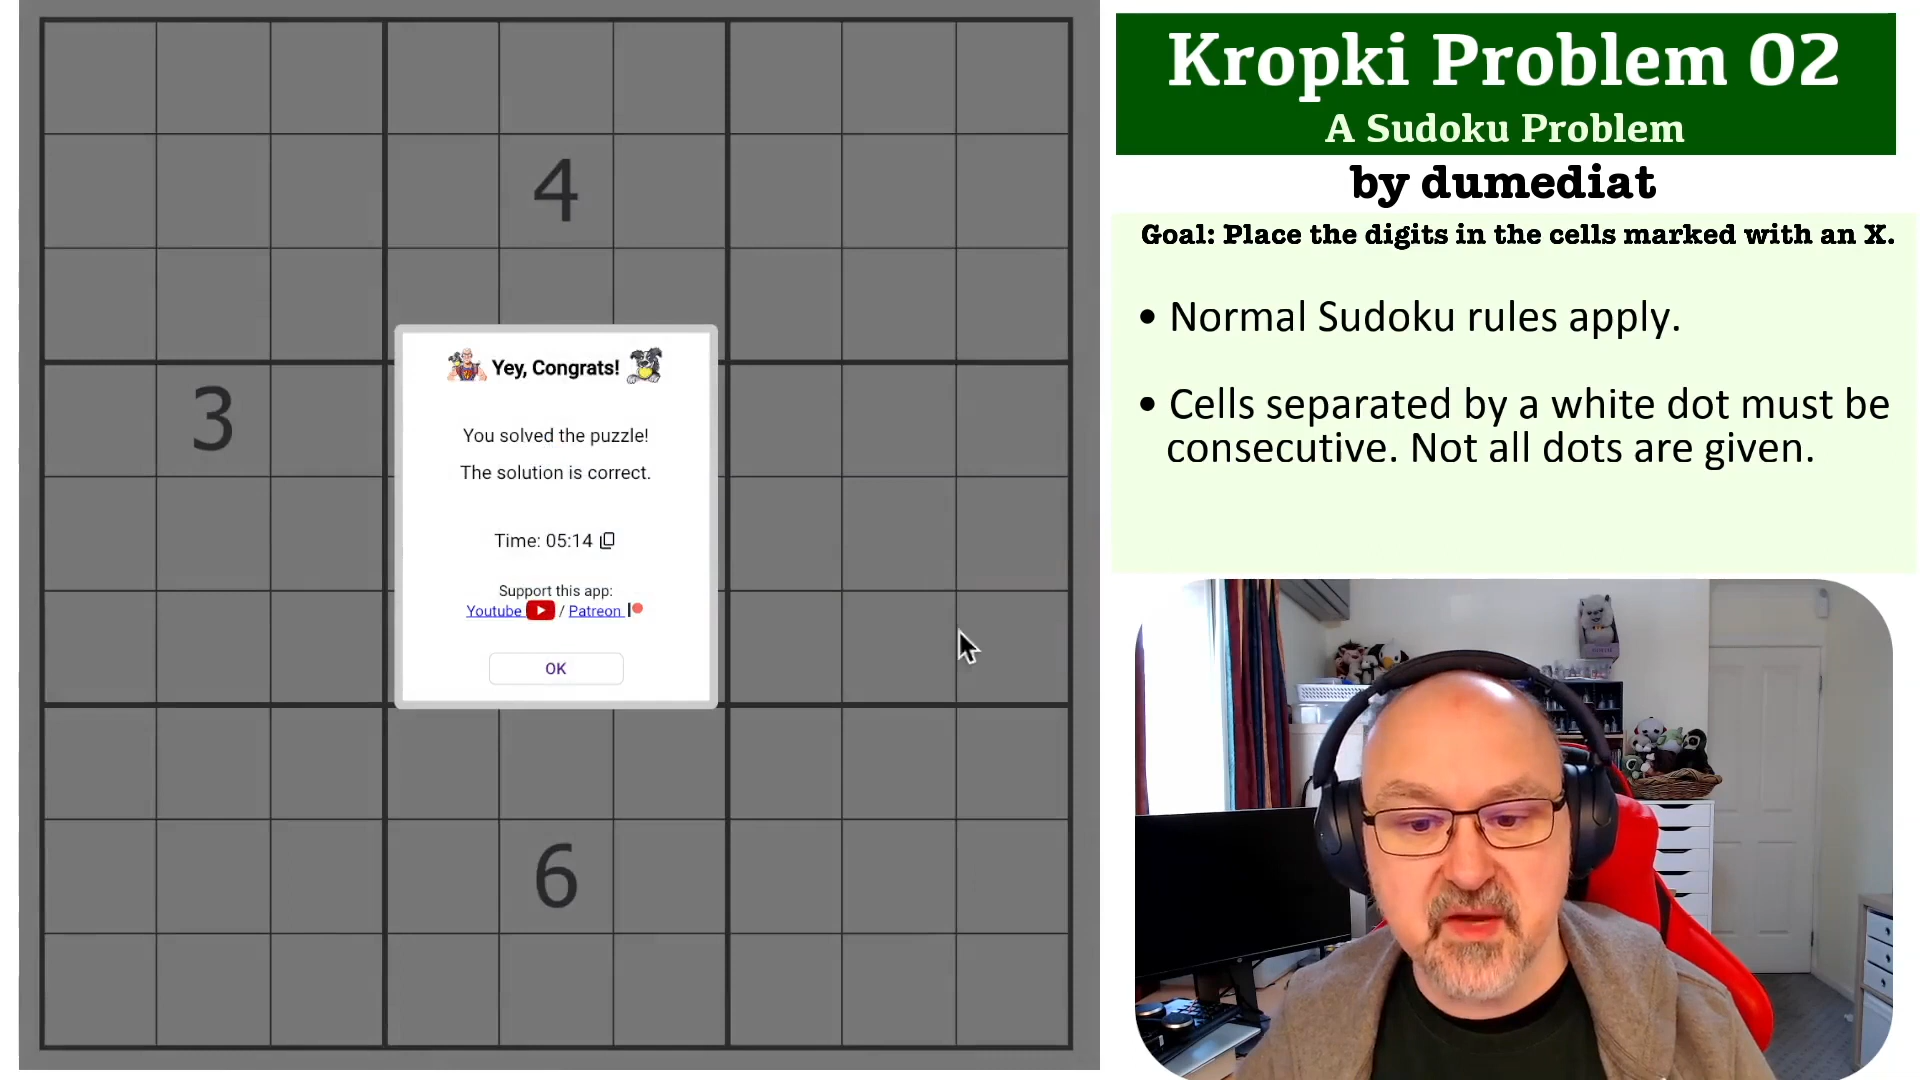 Kropki Problem 02
A Sudoku Problem
by dumediat
Goal: Place the digits in the cells marked with an X.
• Normal Sudoku rules apply.
• Cells separated by a white dot must be
consecutive. Not all dots are given.
4
3
6
Yey, Congrats!
You solved the puzzle!
The solution is correct.
Time: 05:14
Support this app:
Youtube / Patreon
OK